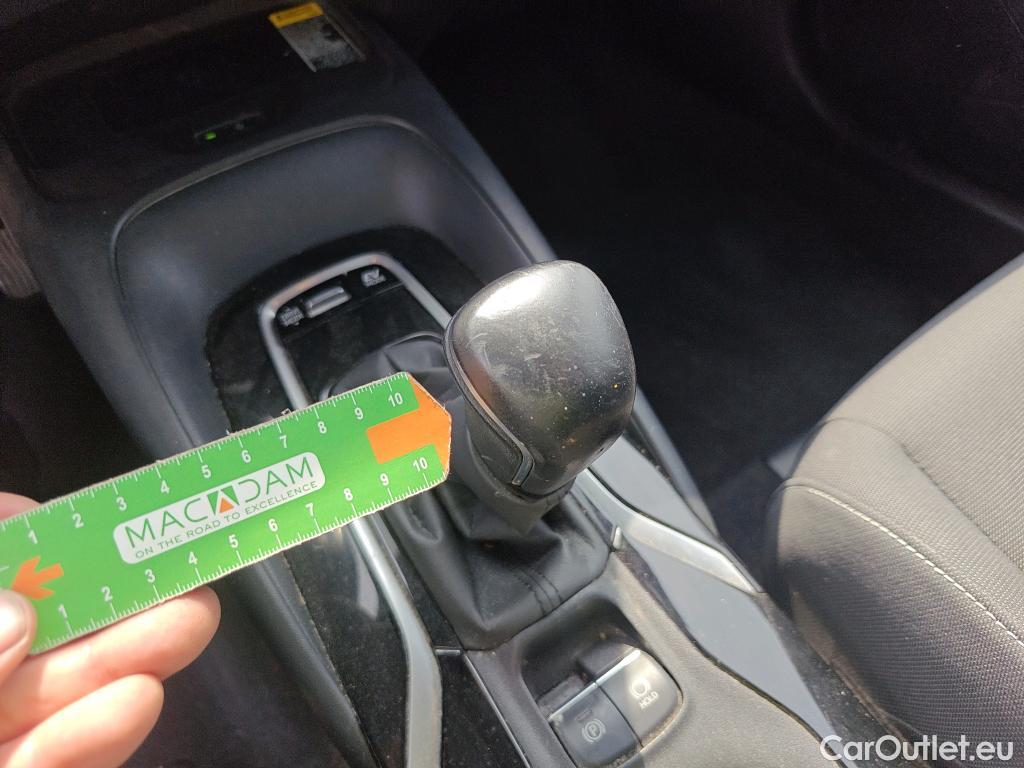 EV
1 2 3 4 5 6 7 8 9 10
MACADAM
ON THE ROAD TO EXCELLENCE
1 2 3 4 5 6 7 8 9 10
HOLD
P
CarOutlet.eu